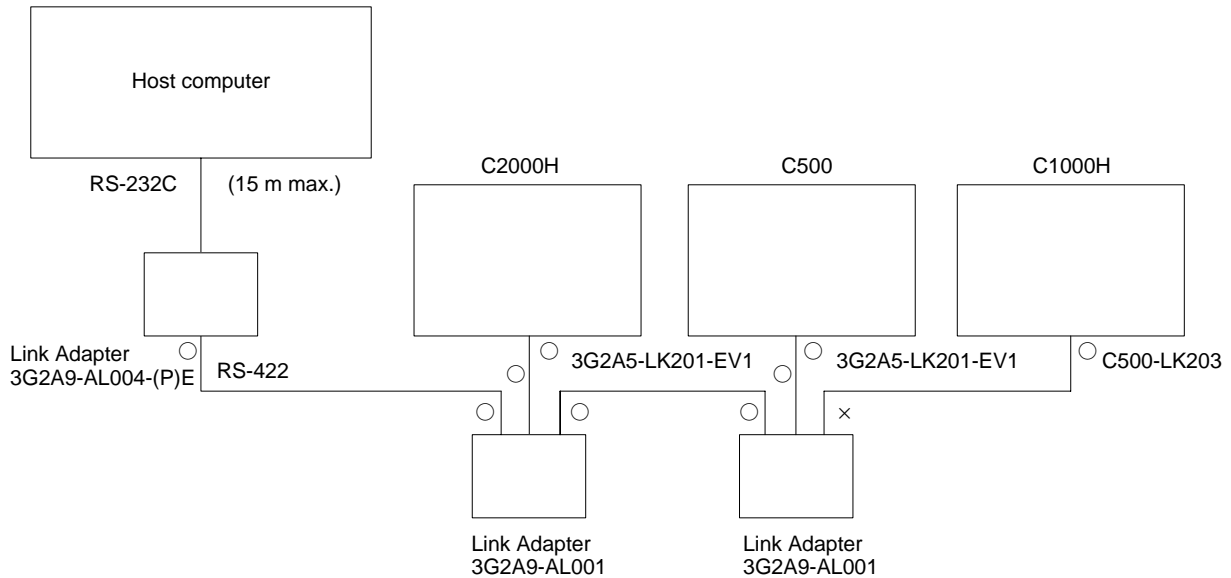 Host computer
RS-232C
(15 m max.)
C2000H
C500
C1000H
Link Adapter
3G2A9-AL004-(P)E
RS-422
3G2A5-LK201-EV1
3G2A5-LK201-EV1
C500-LK203
×
Link Adapter
3G2A9-AL001
Link Adapter
3G2A9-AL001